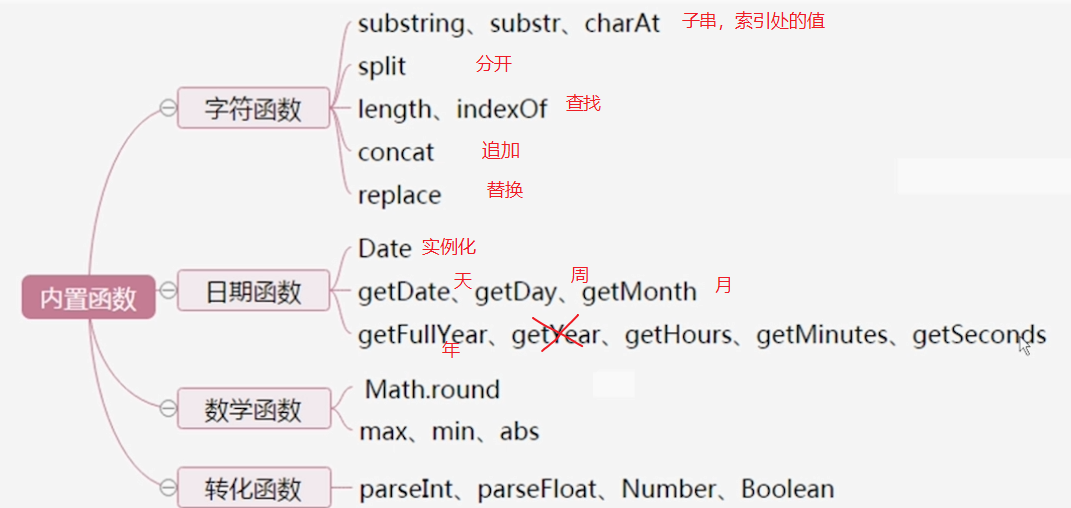 substring、substr、charAt 子串，索引处的值
split 分开
字符函数
length、indexOf 查找
concat 追加
replace 替换
Date 实例化
天 周
内置函数
日期函数
getDate、getDay、getMonth 月
getFullYear、getYear、getHours、getMinutes、getSeconds
年
Math.round
数学函数
max、min、abs
转化函数
parseInt、parseFloat、Number、Boolean